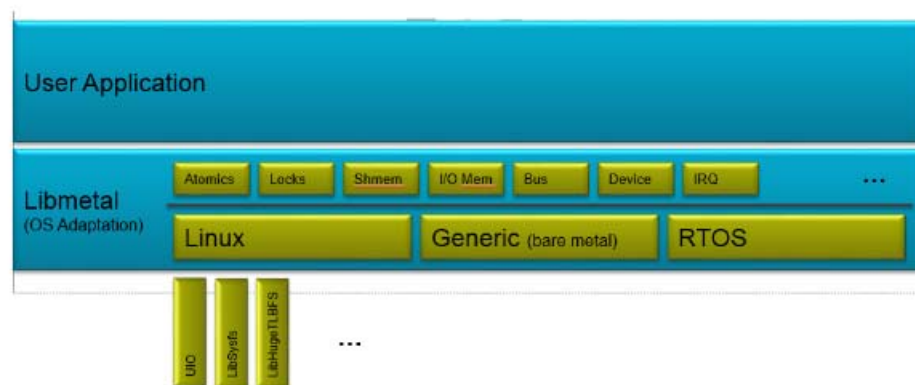 User Application
Atomics Locks Shmem I/O Mem Bus Device IRQ ...
Libmetal
(OS Adaptation)
Linux Generic (bare metal) RTOS
UIO
LibSysfs
LibHugeTLBFS
...